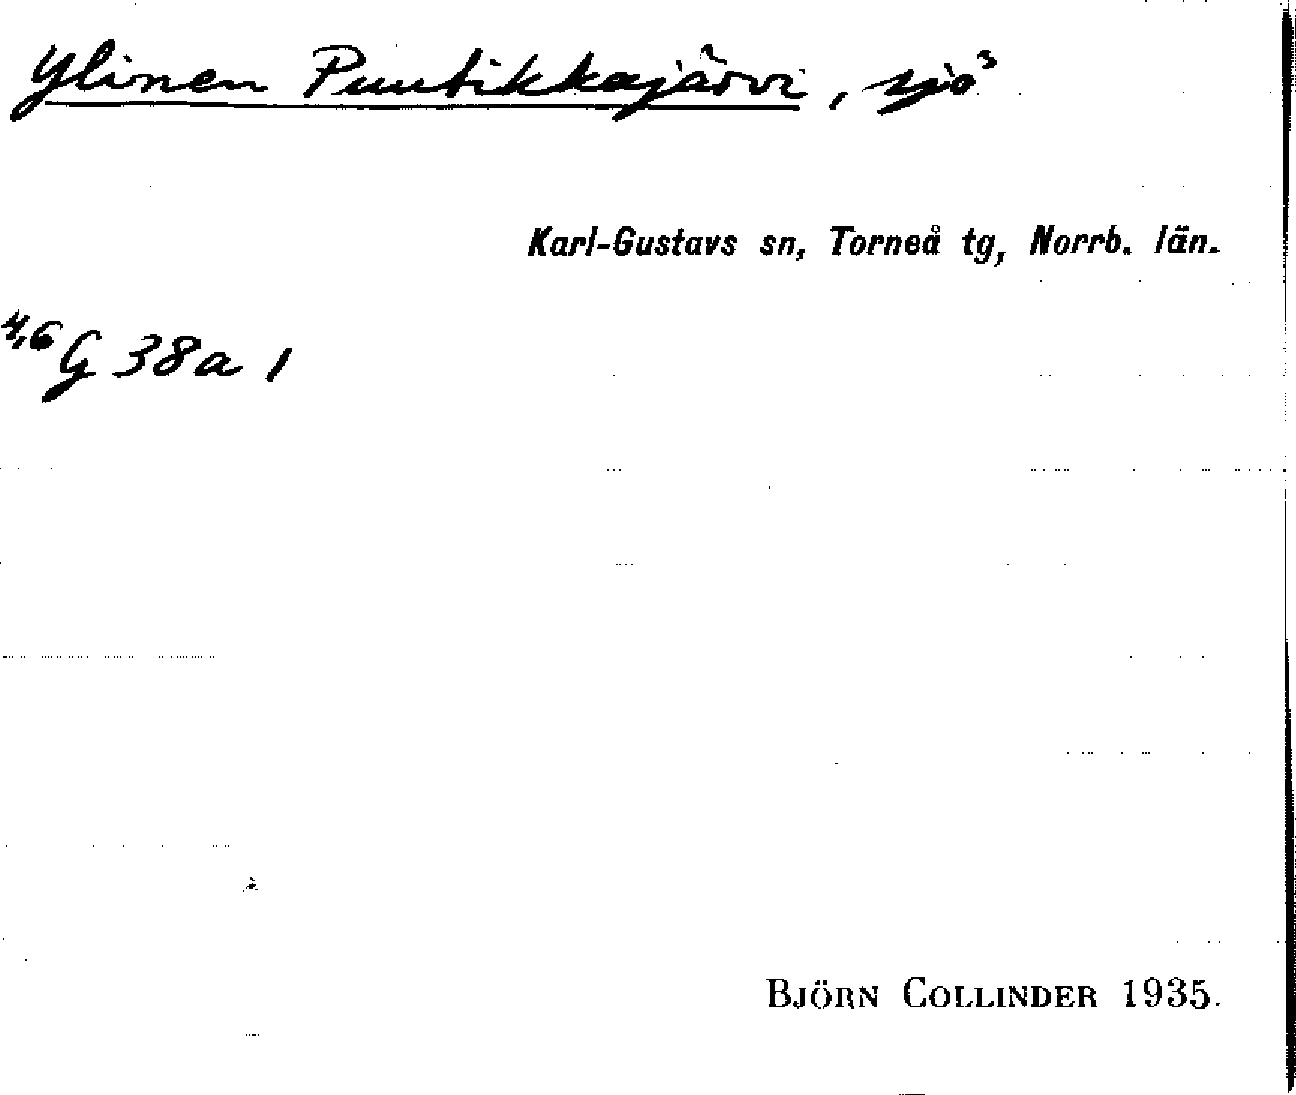 Ylinen Puutikkajärvi, sjö
Karl-Gustavs sn, Torneå tg, Norrb. län.
4,6 G 38a 1
BJÖRN COLLINDER 1935.